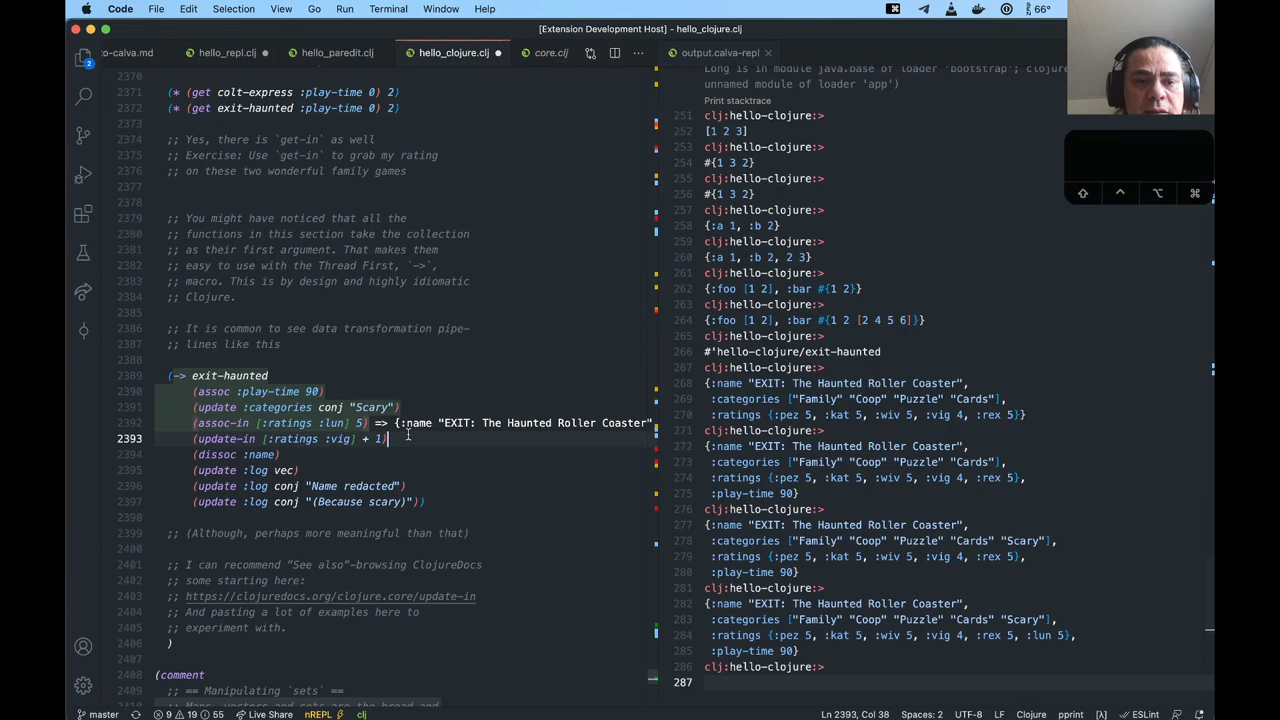 Code File Edit Selection View Go Run Terminal Window Help 66°
[Extension Development Host] - hello_clojure.clj
to-calva.md hello_repl.clj hello_paredit.clj hello_clojure.clj core.clj output.calva-repl
2370
2371 (* (get colt-express :play-time 0) 2)
2372 (* (get exit-haunted :play-time 0) 2)
2373
2374 ;; Yes, there is `get-in` as well
2375 ;; Exercise: Use `get-in` to grab my rating
2376 ;; on these two wonderful family games
2377
2378
2379 ;; You might have noticed that all the
2380 ;; functions in this section take the collection
2381 ;; as their first argument. That makes them
2382 ;; easy to use with the Thread First, `->`,
2383 ;; macro. This is by design and highly idiomatic
2384 ;; Clojure.
2385
2386 ;; It is common to see data transformation pipe-
2387 ;; lines like this
2388
2389 (-> exit-haunted
2390 (assoc :play-time 90)
2391 (update :categories conj "Scary")
2392 (assoc-in [:ratings :lun] 5) => {:name "EXIT: The Haunted Roller Coaster"
2393 (update-in [:ratings :vig] + 1)
2394 (dissoc :name)
2395 (update :log vec)
2396 (update :log conj "Name redacted")
2397 (update :log conj "(Because scary)"))
2398
2399 ;; (Although, perhaps more meaningful than that)
2400
2401 ;; I can recommend "See also"-browsing ClojureDocs
2402 ;; some starting here:
2403 ;; https://clojuredocs.org/clojure.core/update-in
2404 ;; And pasting a lot of examples here to
2405 ;; experiment with.
2406 )
2407
2408 (comment
2409 ;; == Manipulating `sets` ==
Long is in module java.base of loader 'bootstrap'; clojure
unnamed module of loader 'app')
Print stacktrace
251 clj:hello-clojure:>
252 [1 2 3]
253 clj:hello-clojure:>
254 #{1 3 2}
255 clj:hello-clojure:>
256 #{1 3 2}
257 clj:hello-clojure:>
258 {:a 1, :b 2}
259 clj:hello-clojure:>
260 {:a 1, :b 2, 2 3}
261 clj:hello-clojure:>
262 {:foo [1 2], :bar #{1 2}}
263 clj:hello-clojure:>
264 {:foo [1 2], :bar #{1 2 [2 4 5 6]}}
265 clj:hello-clojure:>
266 #'hello-clojure/exit-haunted
267 clj:hello-clojure:>
268 {:name "EXIT: The Haunted Roller Coaster",
269 :categories ["Family" "Coop" "Puzzle" "Cards"],
270 :ratings {:pez 5, :kat 5, :wiv 5, :vig 4, :rex 5}}
271 clj:hello-clojure:>
272 {:name "EXIT: The Haunted Roller Coaster",
273 :categories ["Family" "Coop" "Puzzle" "Cards"],
274 :ratings {:pez 5, :kat 5, :wiv 5, :vig 4, :rex 5},
275 :play-time 90}
276 clj:hello-clojure:>
277 {:name "EXIT: The Haunted Roller Coaster",
278 :categories ["Family" "Coop" "Puzzle" "Cards" "Scary"],
279 :ratings {:pez 5, :kat 5, :wiv 5, :vig 4, :rex 5},
280 :play-time 90}
281 clj:hello-clojure:>
282 {:name "EXIT: The Haunted Roller Coaster",
283 :categories ["Family" "Coop" "Puzzle" "Cards" "Scary"],
284 :ratings {:pez 5, :kat 5, :wiv 5, :vig 4, :rex 5, :lun 5},
285 :play-time 90}
286 clj:hello-clojure:>
287
master 9 19 55 Live Share nREPL clj Ln 2393, Col 38 Spaces: 2 UTF-8 LF Clojure pprint [λ] ESLint